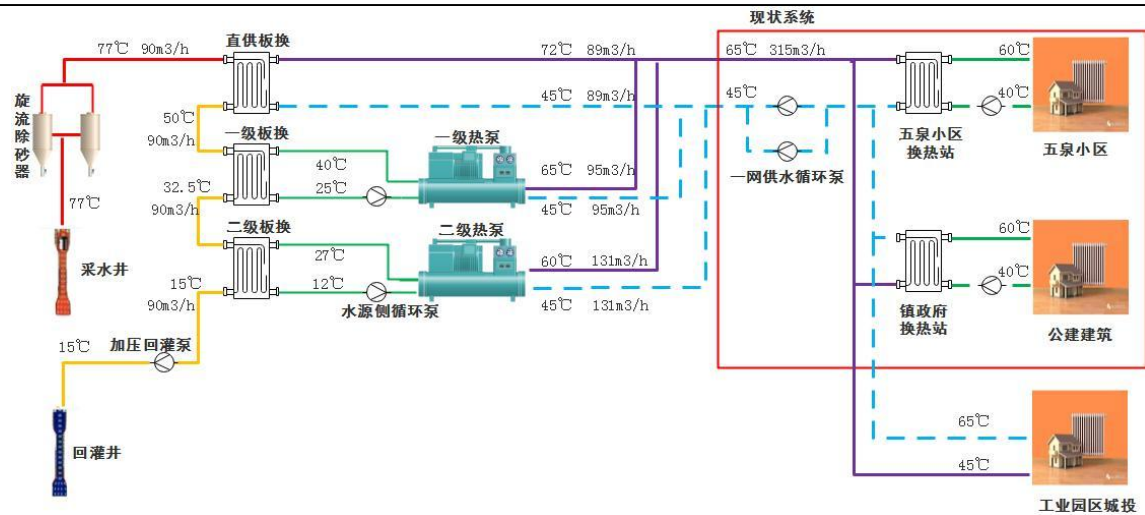 现状系统
77℃ 90m3/h
直供板换
72℃ 89m3/h
65℃ 315m3/h
60℃
旋流除砂器
45℃ 89m3/h
45℃
40℃
50℃
90m3/h
一级板换
一级热泵
五泉小区
换热站
五泉小区
40℃
65℃ 95m3/h
一网供水循环泵
32.5℃
25℃
90m3/h
77℃
45℃ 95m3/h
二级板换
二级热泵
60℃
27℃
60℃ 131m3/h
采水井
15℃
12℃
40℃
90m3/h
水源侧循环泵
45℃ 131m3/h
镇政府
换热站
公建建筑
15℃
加压回灌泵
65℃
回灌井
45℃
工业园区城投